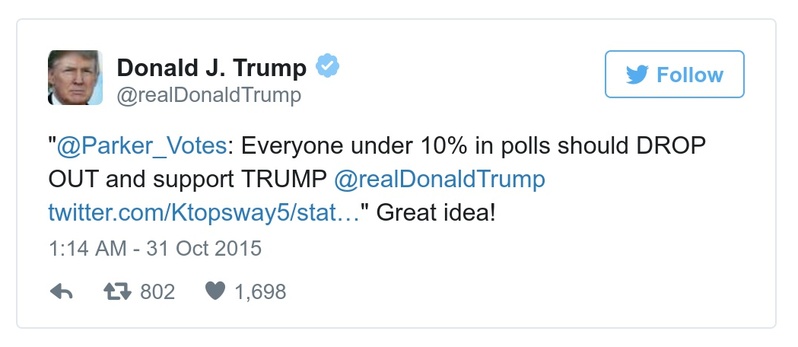 Donald J. Trump
@realDonaldTrump
Follow
"@Parker_Votes: Everyone under 10% in polls should DROP
OUT and support TRUMP @realDonaldTrump
twitter.com/Ktopsway5/stat…" Great idea!
1:14 AM - 31 Oct 2015
802 1,698